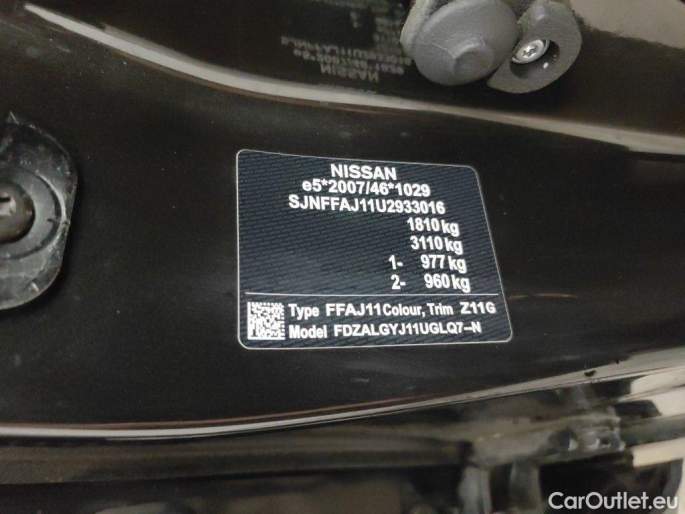 NISSAN
e5*2007/46*1029
SJNFFAJ11U2933016
1810 kg
3110 kg
1- 977 kg
2- 960 kg
Type FFAJ11 Colour, Trim Z11G
Model FDZALGYJ11UGLQ7-N
CarOutlet.eu